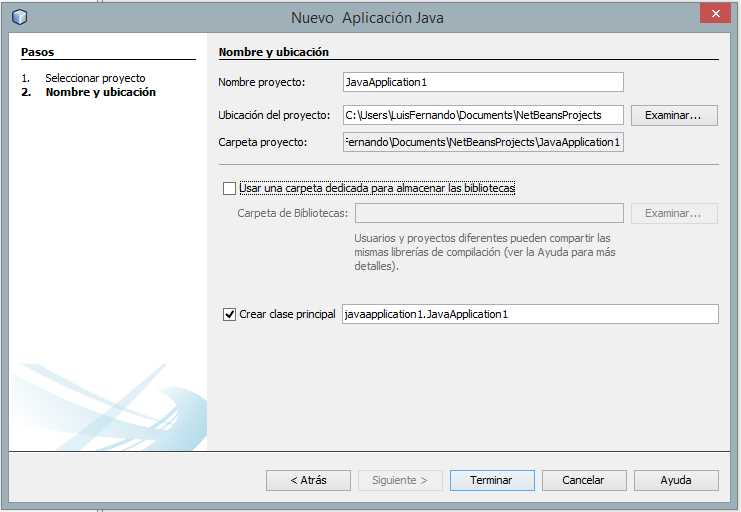 Nuevo Aplicación Java
Pasos
1. Seleccionar proyecto
2. Nombre y ubicación
Nombre y ubicación
Nombre proyecto: JavaApplication1
Ubicación del proyecto: C:\Users\LuisFernando\Documents\NetBeansProjects Examinar...
Carpeta proyecto: Fernando\Documents\NetBeansProjects\JavaApplication1
Usar una carpeta dedicada para almacenar las bibliotecas
Carpeta de Bibliotecas: Examinar...
Usuarios y proyectos diferentes pueden compartir las
mismas librerías de compilación (ver la Ayuda para más
detalles).
Crear clase principal javaapplication1.JavaApplication1
< Atrás Siguiente > Terminar Cancelar Ayuda